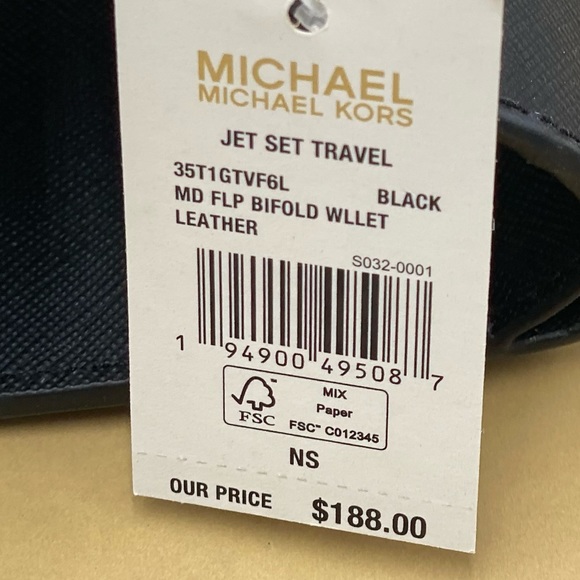 MICHAEL
MICHAEL KORS
JET SET TRAVEL
35T1GTVF6L BLACK
MD FLP BIFOLD WLLET
LEATHER
S032-0001
1 94900 49508 7
FSC
MIX
Paper
FSC™ C012345
NS
OUR PRICE $188.00